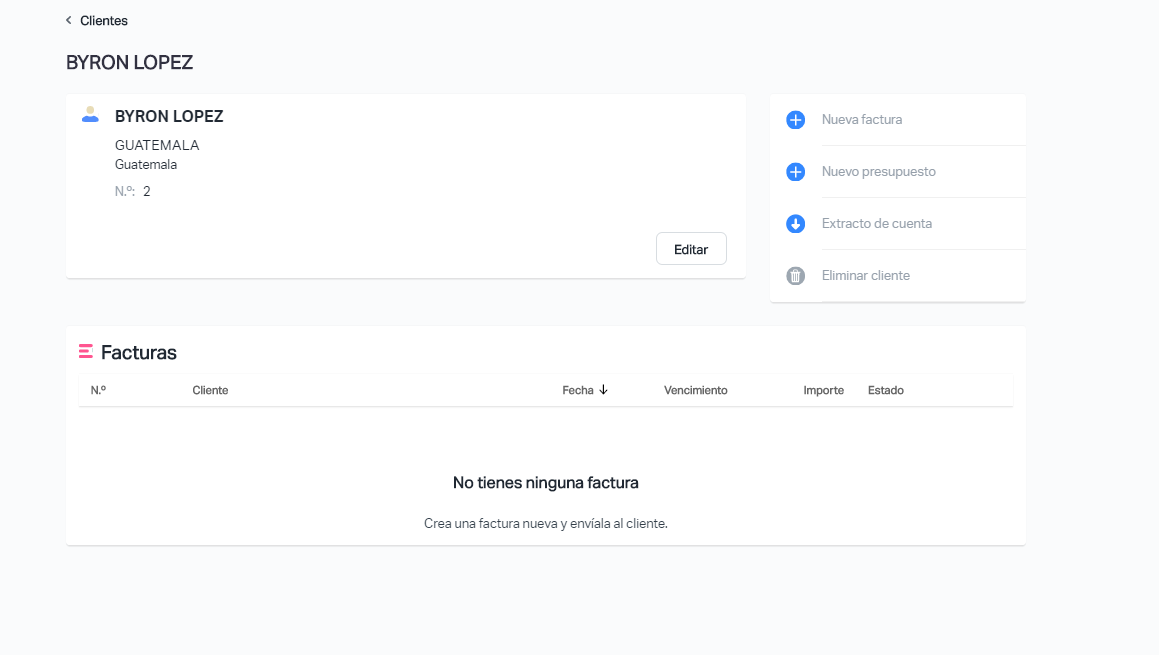 Clientes
BYRON LOPEZ
BYRON LOPEZ
GUATEMALA
Guatemala
N.º: 2
Editar
Nueva factura
Nuevo presupuesto
Extracto de cuenta
Eliminar cliente
Facturas
N.º Cliente Fecha Vencimiento Importe Estado
No tienes ninguna factura
Crea una factura nueva y envíala al cliente.